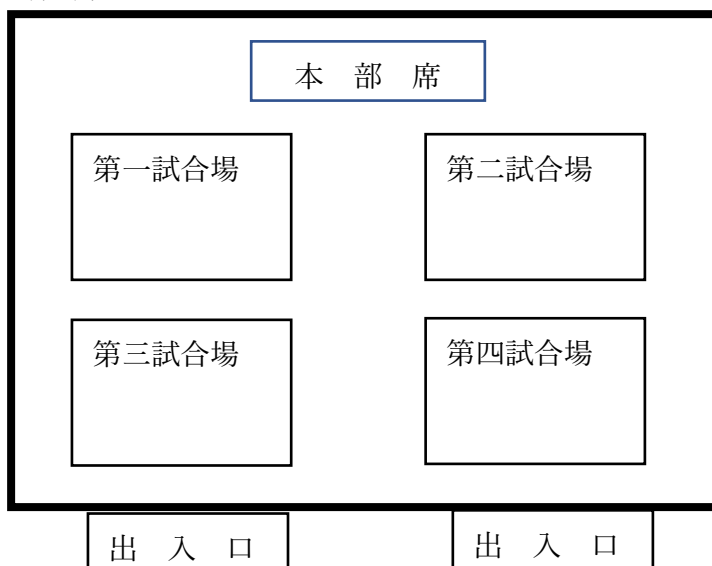 本 部 席
第一試合場
第二試合場
第三試合場
第四試合場
出 入 口
出 入 口